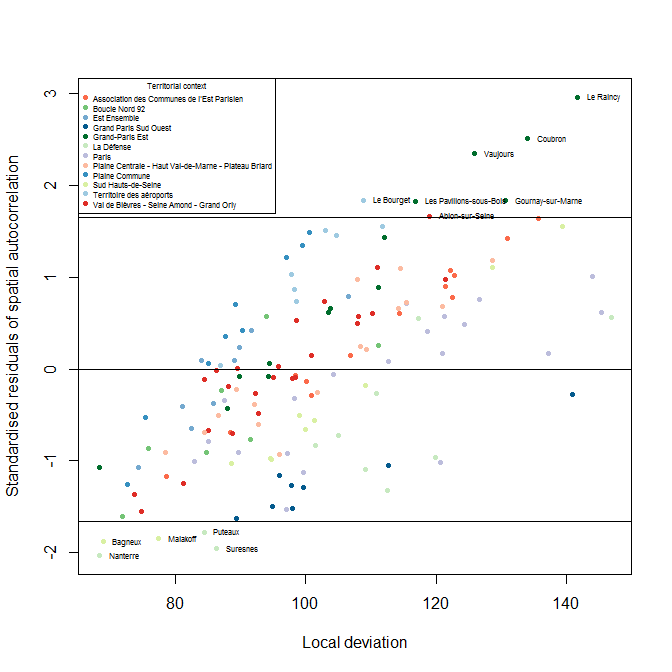 Territorial context
Association des Communes de l'Est Parisien
Boucle Nord 92
Est Ensemble
Grand Paris Sud Ouest
Grand-Paris Est
La Défense
Paris
Plaine Centrale - Haut Val-de-Marne - Plateau Briard
Plaine Commune
Sud Hauts-de-Seine
Territoire des aéroports
Val de Bièvres - Seine Amond - Grand Orly
Le Raincy
Coubron
Vaujours
Le Bourget
Les Pavillons-sous-Bois
Gournay-sur-Marne
Ablon-sur-Seine
Puteaux
Malakoff
Bagneux
Suresnes
Nanterre
3
2
1
0
-1
-2
Standardised residuals of spatial autocorrelation
80 100 120 140
Local deviation